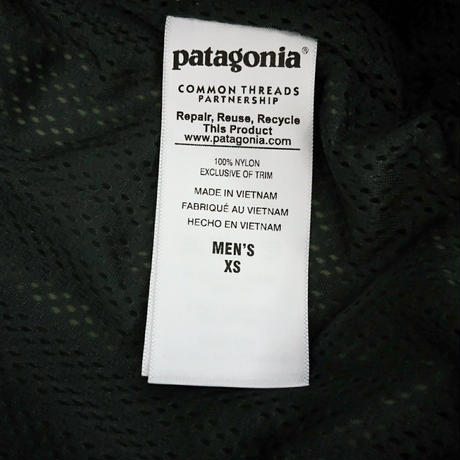 patagonia®
COMMON THREADS
PARTNERSHIP
Repair, Reuse, Recycle
This Product
www.patagonia.com
100% NYLON
EXCLUSIVE OF TRIM
MADE IN VIETNAM
FABRIQUÉ AU VIETNAM
HECHO EN VIETNAM
MEN'S
XS